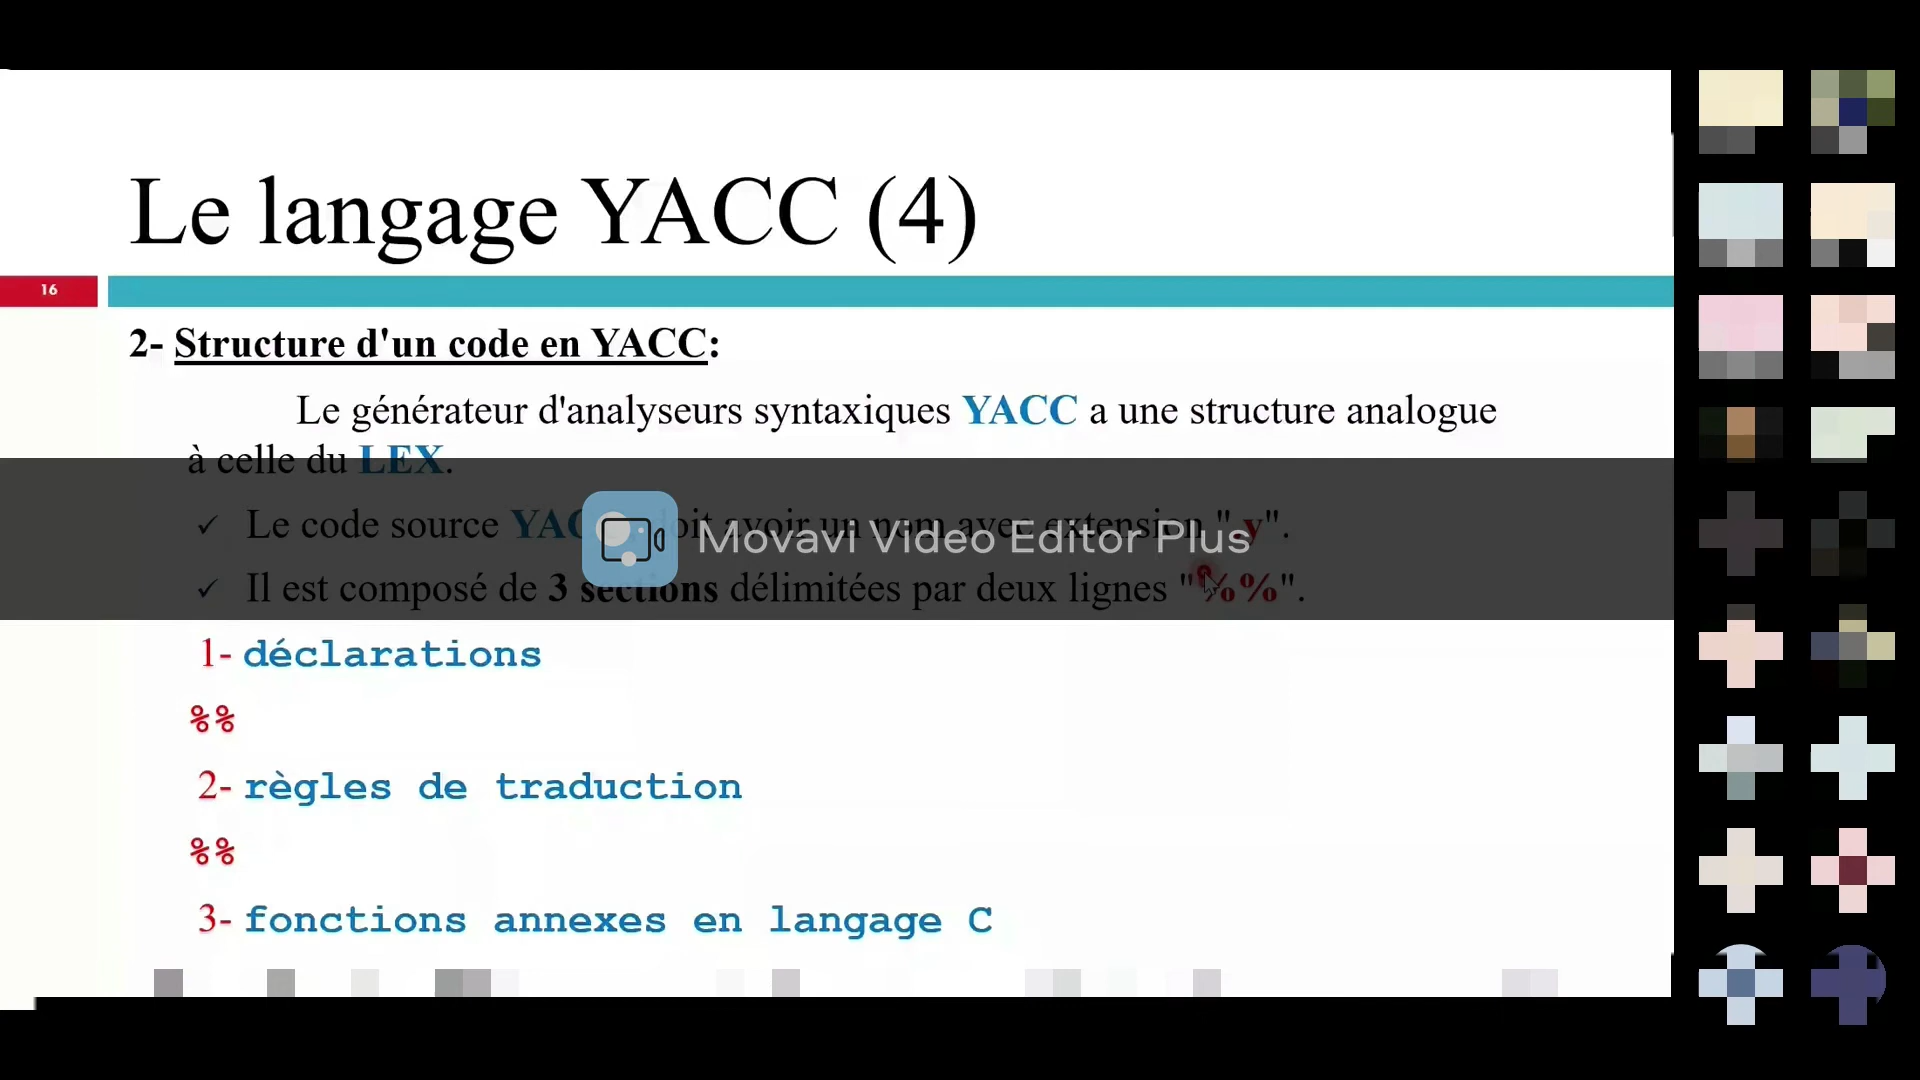 Le langage YACC (4)
16
2- Structure d'un code en YACC:
Le générateur d'analyseurs syntaxiques YACC a une structure analogue
à celle du LEX.
✓ Le code source YACC doit avoir un nom avec extension ".y".
Movavi Video Editor Plus
✓ Il est composé de 3 sections délimitées par deux lignes "%%".
1- déclarations
%%
2- règles de traduction
%%
3- fonctions annexes en langage C